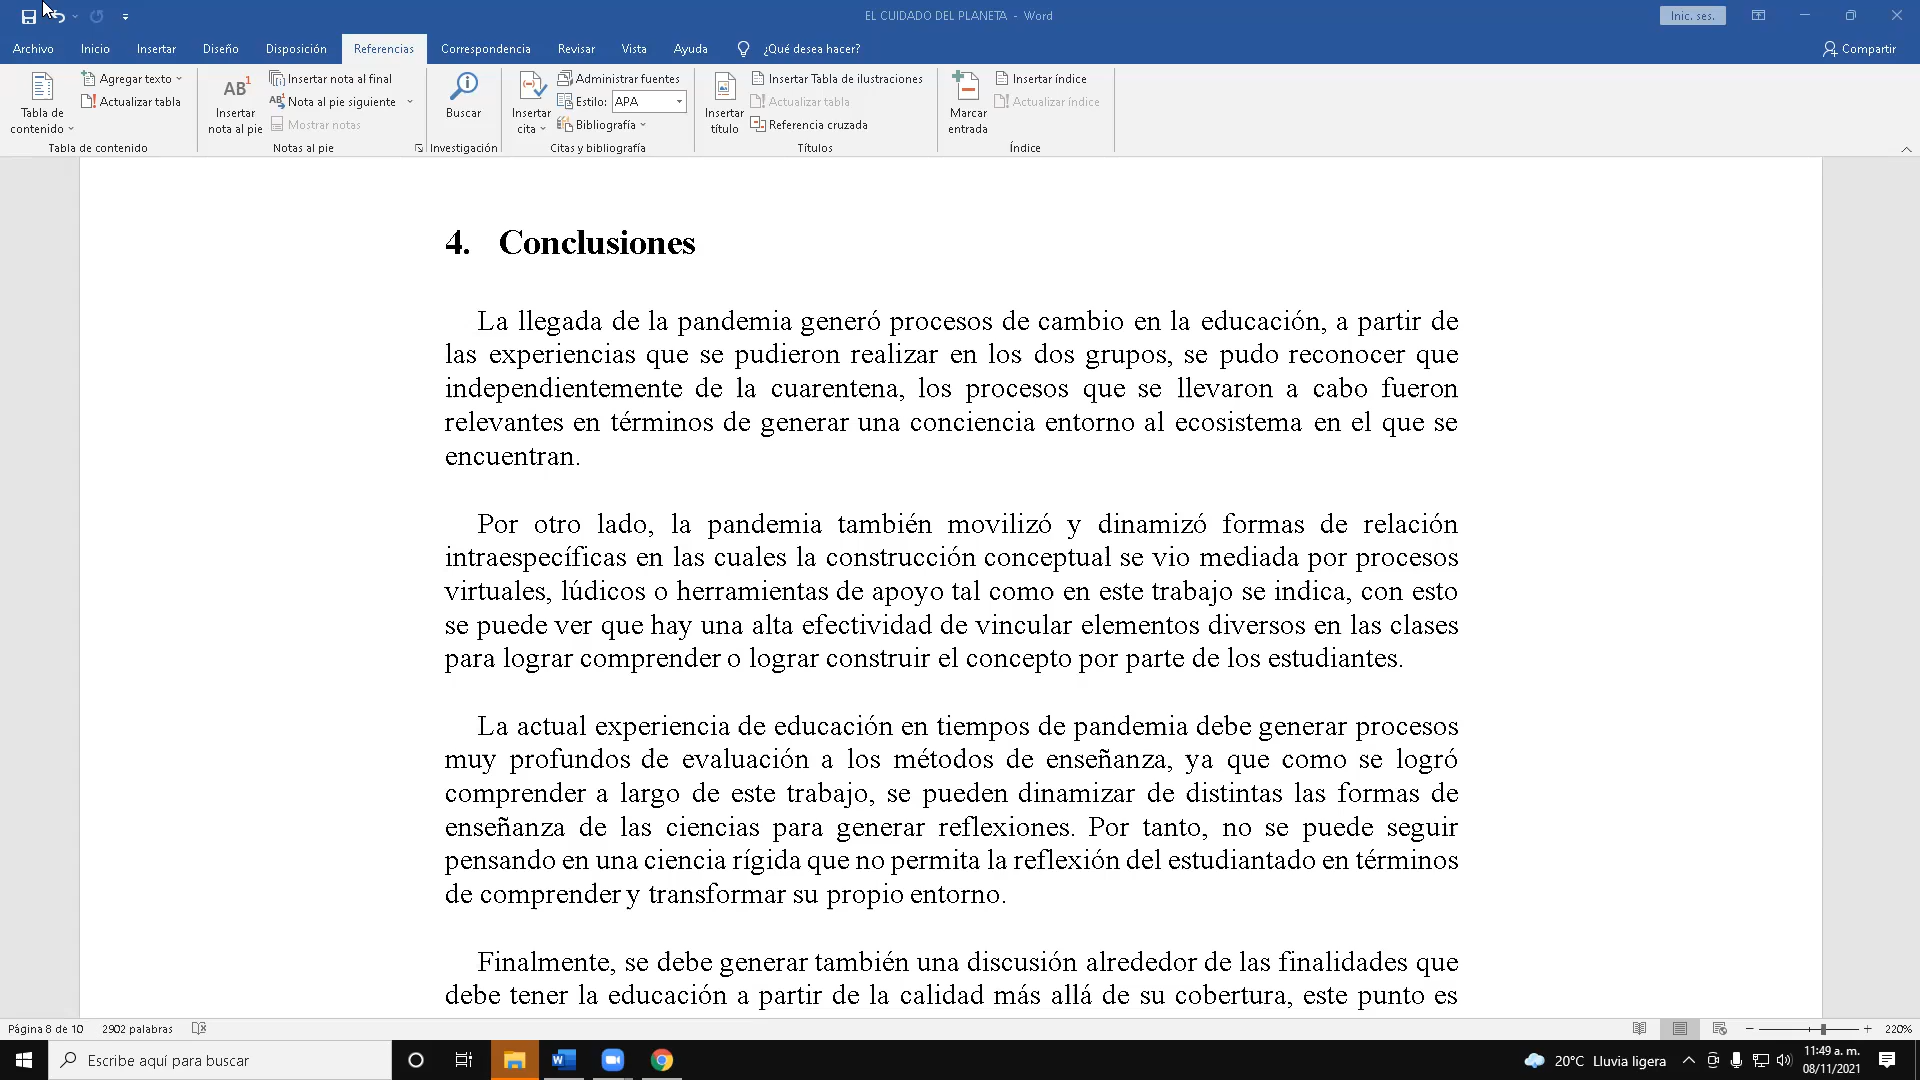 EL CUIDADO DEL PLANETA - Word
Inic. ses.
Archivo Inicio Insertar Diseño Disposición Referencias Correspondencia Revisar Vista Ayuda ¿Qué desea hacer? Compartir
Tabla de contenido
Agregar texto
Actualizar tabla
Tabla de contenido
AB1
Insertar nota al pie
Insertar nota al final
Nota al pie siguiente
Mostrar notas
Notas al pie
Buscar
Investigación
Insertar cita
Administrar fuentes
Estilo: APA
Bibliografía
Citas y bibliografía
Insertar título
Insertar Tabla de ilustraciones
Actualizar tabla
Referencia cruzada
Títulos
Marcar entrada
Insertar índice
Actualizar índice
Índice
4. Conclusiones
La llegada de la pandemia generó procesos de cambio en la educación, a partir de
las experiencias que se pudieron realizar en los dos grupos, se pudo reconocer que
independientemente de la cuarentena, los procesos que se llevaron a cabo fueron
relevantes en términos de generar una conciencia entorno al ecosistema en el que se
encuentran.
Por otro lado, la pandemia también movilizó y dinamizó formas de relación
intraespecíficas en las cuales la construcción conceptual se vio mediada por procesos
virtuales, lúdicos o herramientas de apoyo tal como en este trabajo se indica, con esto
se puede ver que hay una alta efectividad de vincular elementos diversos en las clases
para lograr comprender o lograr construir el concepto por parte de los estudiantes.
La actual experiencia de educación en tiempos de pandemia debe generar procesos
muy profundos de evaluación a los métodos de enseñanza, ya que como se logró
comprender a largo de este trabajo, se pueden dinamizar de distintas las formas de
enseñanza de las ciencias para generar reflexiones. Por tanto, no se puede seguir
pensando en una ciencia rígida que no permita la reflexión del estudiantado en términos
de comprender y transformar su propio entorno.
Finalmente, se debe generar también una discusión alrededor de las finalidades que
debe tener la educación a partir de la calidad más allá de su cobertura, este punto es
Página 8 de 10 2902 palabras 220%
Escribe aquí para buscar
20°C Lluvia ligera
11:49 a. m.
08/11/2021